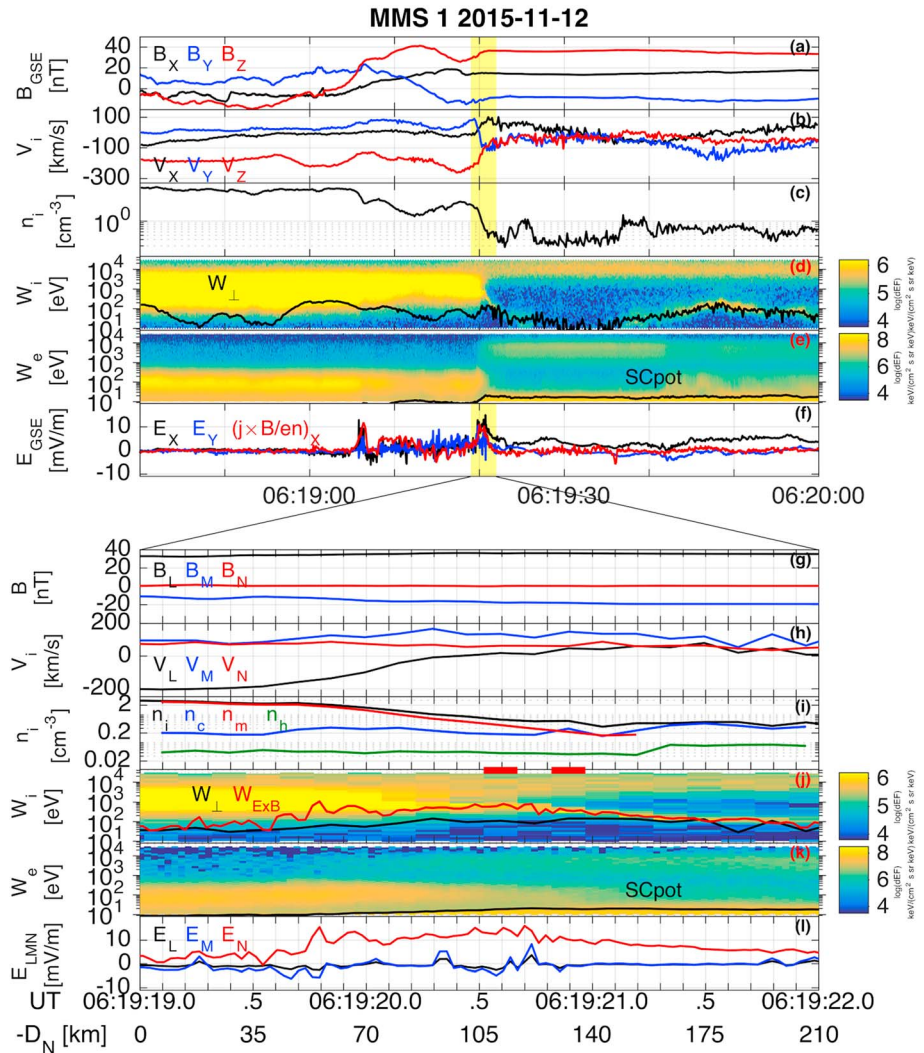 MMS 1 2015-11-12
B_GSE [nT]
40
20
0
B_X B_Y B_Z
(a)
V_i [km/s]
100
-100
-300
V_X V_Y V_Z
(b)
n_i [cm^-3]
10^0
(c)
W_i [eV]
10^4
10^3
10^2
10^1
W_⊥
(d)
6
5
4
log(dEF)
keV/(cm^2 s sr keV)
W_e [eV]
10^4
10^3
10^2
10^1
SCpot
(e)
8
6
4
log(dEF)
keV/(cm^2 s sr keV)
E_GSE [mV/m]
10
0
-10
E_X E_Y (j×B/en)_X
(f)
06:19:00 06:19:30 06:20:00
B [nT]
40
20
0
-20
B_L B_M B_N
(g)
V_i [km/s]
200
0
-200
V_L V_M V_N
(h)
n_i [cm^-3]
2
0.2
0.02
n_i n_c n_m n_h
(i)
W_i [eV]
10^4
10^3
10^2
10^1
W_⊥ W_ExB
(j)
6
5
4
log(dEF)
keV/(cm^2 s sr keV)
W_e [eV]
10^4
10^3
10^2
10^1
SCpot
(k)
8
6
4
log(dEF)
keV/(cm^2 s sr keV)
E_LMN [mV/m]
10
0
-10
E_L E_M E_N
(l)
UT 06:19:19.0 .5 06:19:20.0 .5 06:19:21.0 .5 06:19:22.0
-D_N [km] 0 35 70 105 140 175 210